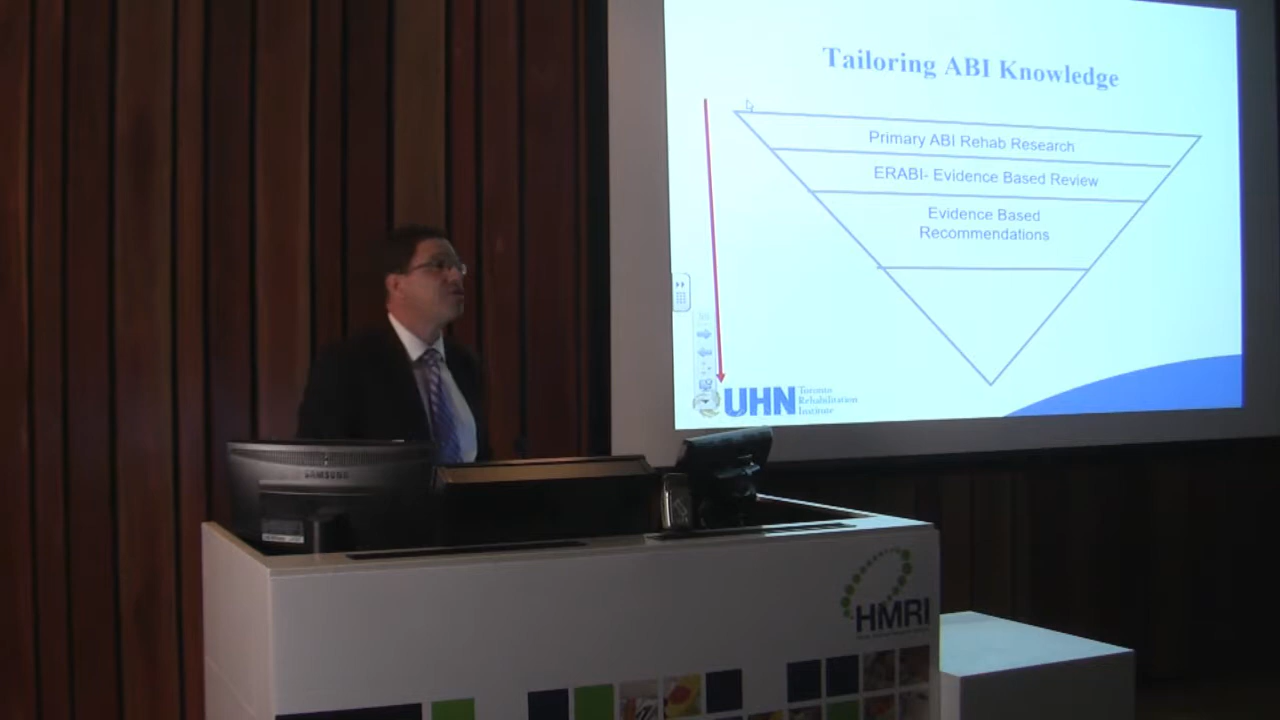 Tailoring ABI Knowledge
Primary ABI Rehab Research
ERABI- Evidence Based Review
Evidence Based
Recommendations
UHN
Toronto
Rehabilitation
Institute
SAMSUNG
HMRI